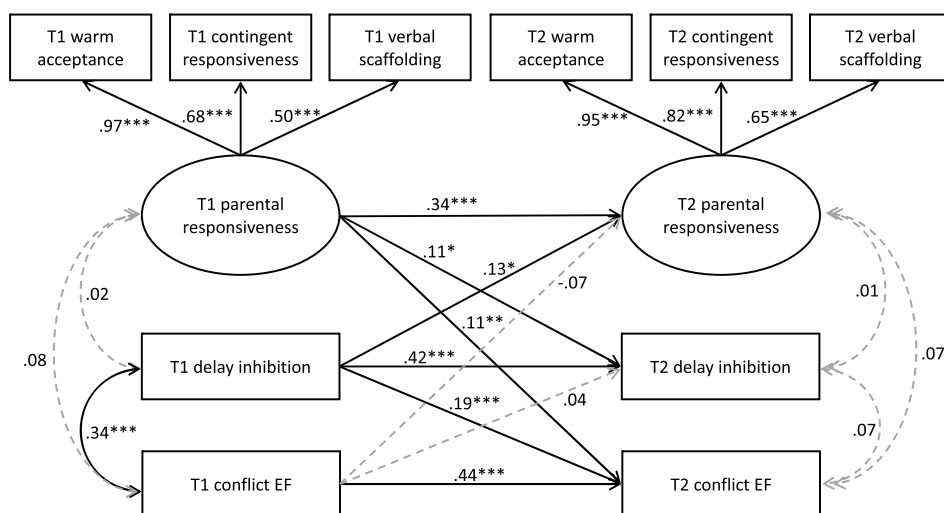 T1 warm
acceptance
T1 contingent
responsiveness
T1 verbal
scaffolding
T2 warm
acceptance
T2 contingent
responsiveness
T2 verbal
scaffolding
.97***
.68***
.50***
.95***
.82***
.65***
T1 parental
responsiveness
T2 parental
responsiveness
.34***
.11*
.13*
-.07
.02
.01
.08
.11**
.07
T1 delay inhibition
.42***
T2 delay inhibition
.19***
.04
.34***
.07
T1 conflict EF
.44***
T2 conflict EF